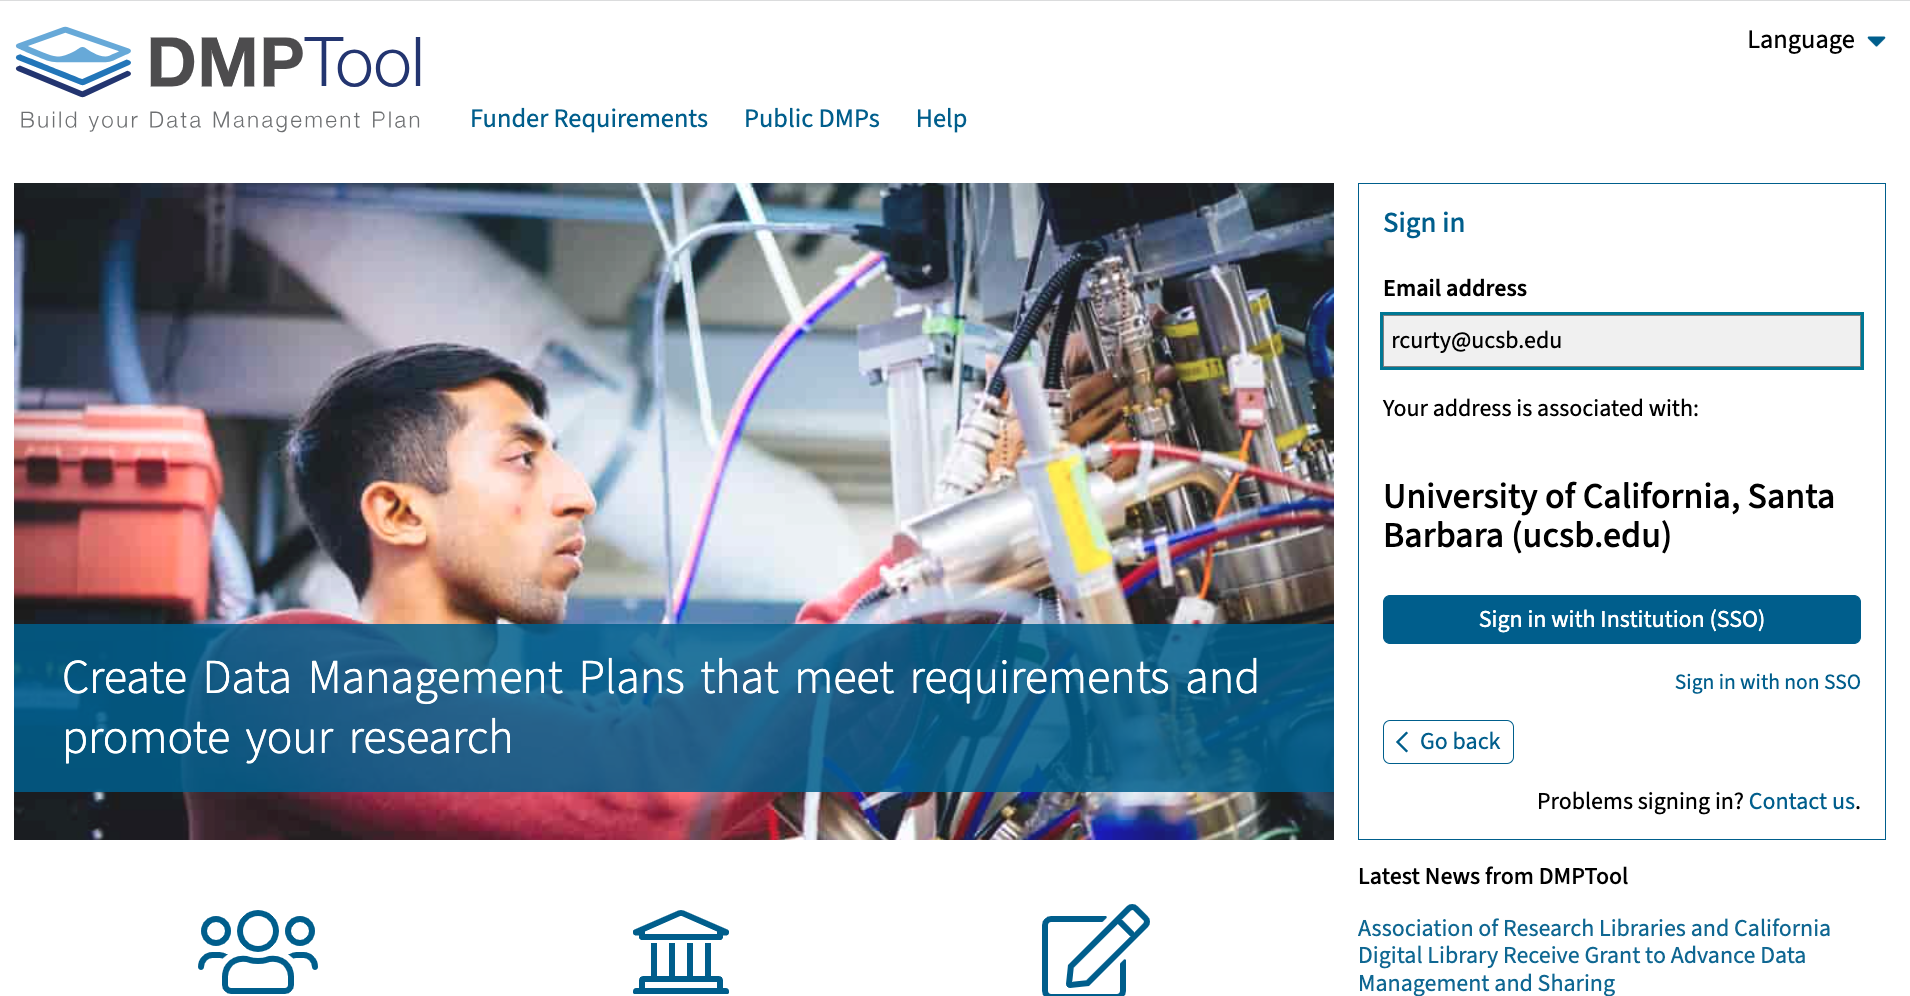 DMPTool
Build your Data Management Plan
Language
Funder Requirements
Public DMPs
Help
Create Data Management Plans that meet requirements and
promote your research
Sign in
Email address
rcurty@ucsb.edu
Your address is associated with:
University of California, Santa
Barbara (ucsb.edu)
Sign in with Institution (SSO)
Sign in with non SSO
Go back
Problems signing in? Contact us.
Latest News from DMPTool
Association of Research Libraries and California
Digital Library Receive Grant to Advance Data
Management and Sharing